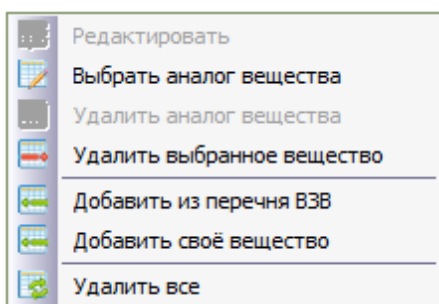 Редактировать
Выбрать аналог вещества
Удалить аналог вещества
Удалить выбранное вещество
Добавить из перечня ВЗВ
Добавить своё вещество
Удалить все